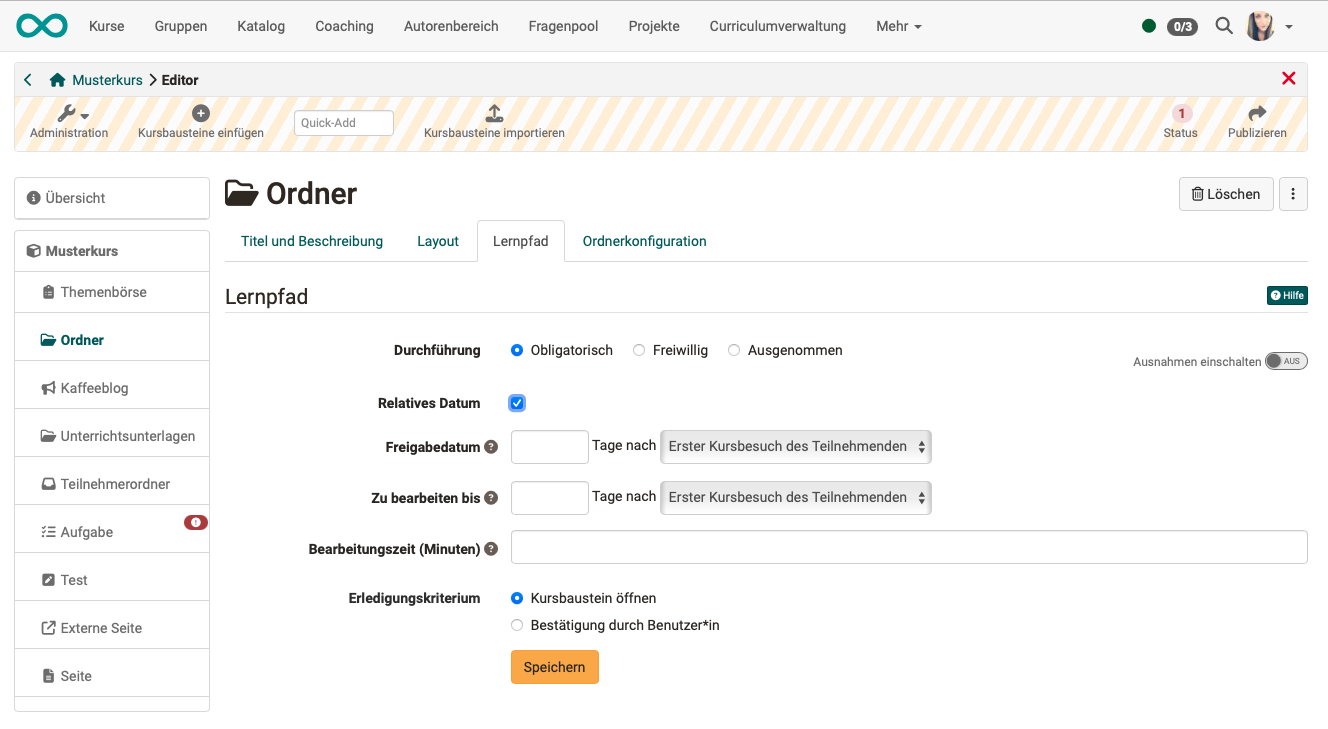 Kurse Gruppen Katalog Coaching Autorenbereich Fragenpool Projekte Curriculumverwaltung Mehr 0/3
Musterkurs Editor
Administration Kursbausteine einfügen Quick-Add Kursbausteine importieren 1 Status Publizieren
Übersicht
Musterkurs
Themenbörse
Ordner
Kaffeeblog
Unterrichtsunterlagen
Teilnehmerordner
Aufgabe
Test
Externe Seite
Seite
Ordner Löschen
Titel und Beschreibung Layout Lernpfad Ordnerkonfiguration
Lernpfad Hilfe
Durchführung Obligatorisch Freiwillig Ausgenommen
Ausnahmen einschalten AUS
Relatives Datum
Freigabedatum ? Tage nach Erster Kursbesuch des Teilnehmenden
Zu bearbeiten bis ? Tage nach Erster Kursbesuch des Teilnehmenden
Bearbeitungszeit (Minuten) ?
Erledigungskriterium Kursbaustein öffnen
Bestätigung durch Benutzer*in
Speichern